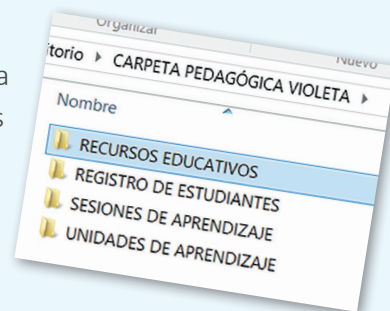 Organizar
Nuevo
itorio ▸ CARPETA PEDAGÓGICA VIOLETA ▸
a
s
Nombre
RECURSOS EDUCATIVOS
REGISTRO DE ESTUDIANTES
SESIONES DE APRENDIZAJE
UNIDADES DE APRENDIZAJE